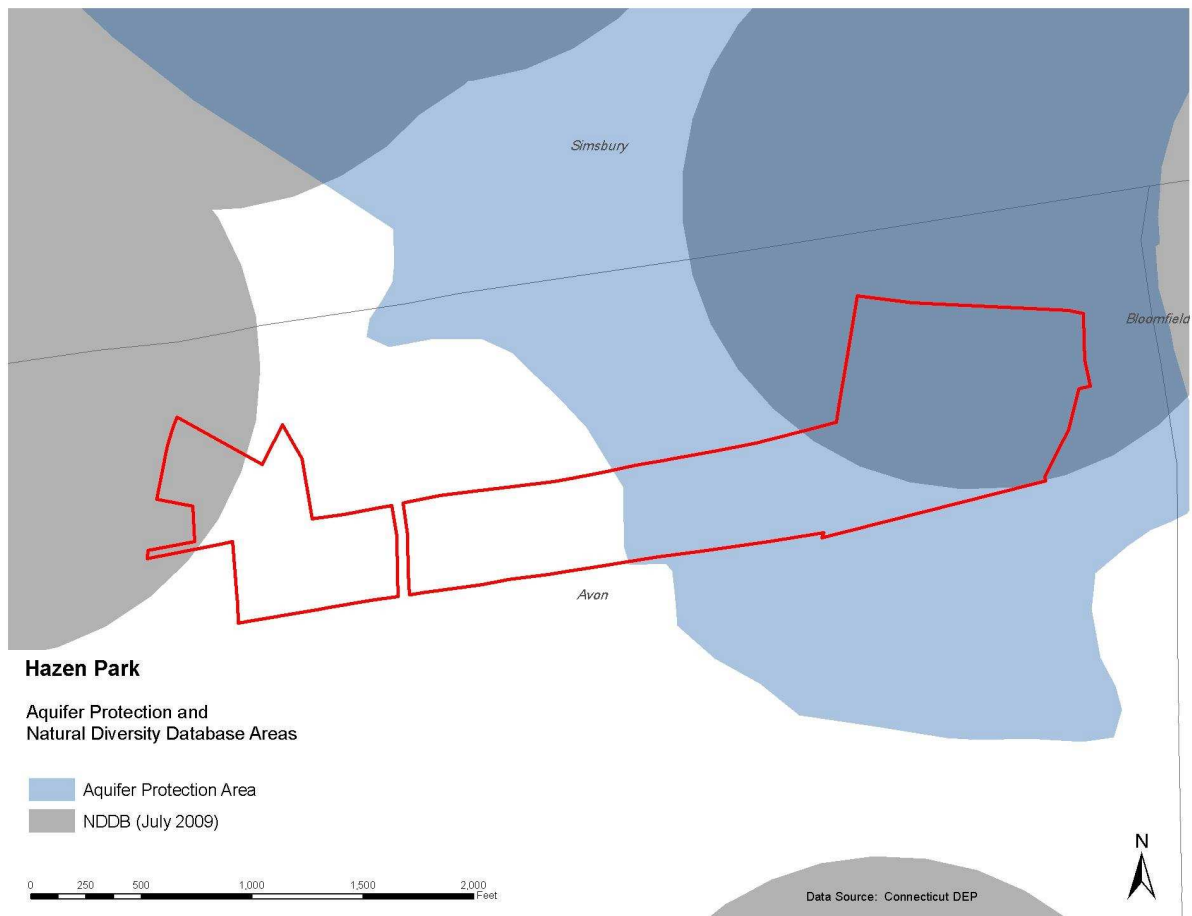 Simsbury
Bloomfield
Avon
Hazen Park
Aquifer Protection and
Natural Diversity Database Areas
Aquifer Protection Area
NDDB (July 2009)
0 250 500 1,000 1,500 2,000
Feet
Data Source: Connecticut DEP
N